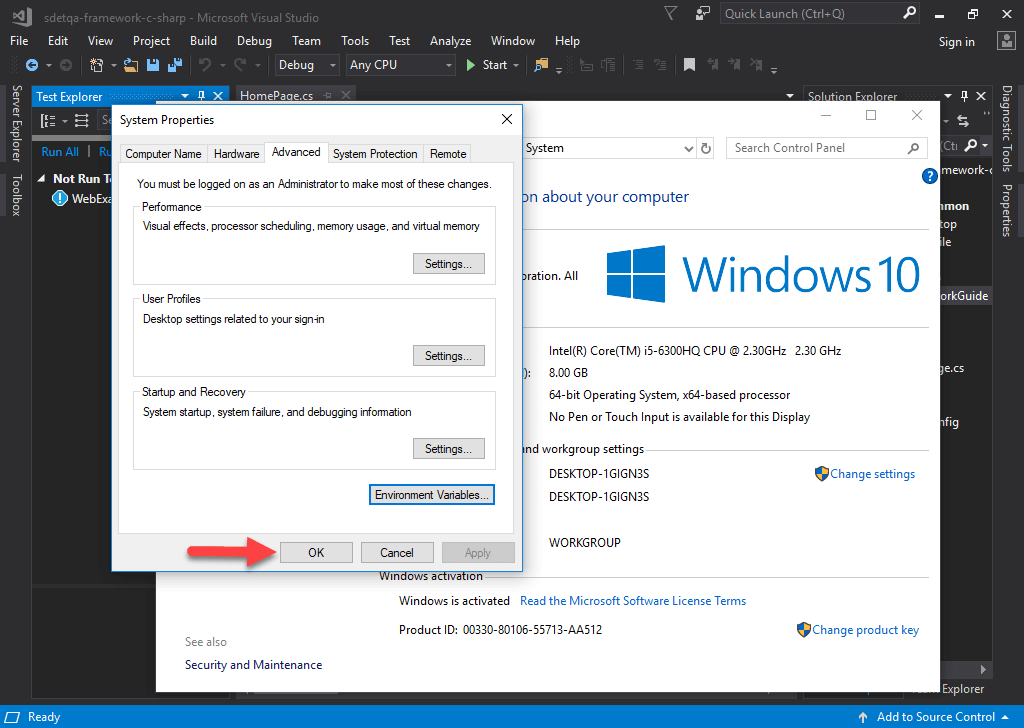 sdetqa-framework-c-sharp - Microsoft Visual Studio
Quick Launch (Ctrl+Q)
File Edit View Project Build Debug Team Tools Test Analyze Window Help
Sign in
Debug Any CPU Start
Server Explorer
Toolbox
Test Explorer
HomePage.cs
Solution Explorer
Diagnostic Tools
Properties
Run All
Not Run
WebExa
System Properties
Computer Name Hardware Advanced System Protection Remote
You must be logged on as an Administrator to make most of these changes.
Performance
Visual effects, processor scheduling, memory usage, and virtual memory
Settings...
User Profiles
Desktop settings related to your sign-in
Settings...
Startup and Recovery
System startup, system failure, and debugging information
Settings...
Environment Variables...
OK Cancel Apply
System
Search Control Panel
on about your computer
oration. All
Windows 10
Intel(R) Core(TM) i5-6300HQ CPU @ 2.30GHz 2.30 GHz
): 8.00 GB
64-bit Operating System, x64-based processor
No Pen or Touch Input is available for this Display
nd workgroup settings
DESKTOP-1GIGN3S
Change settings
DESKTOP-1GIGN3S
WORKGROUP
Windows activation
Windows is activated Read the Microsoft Software License Terms
Product ID: 00330-80106-55713-AA512
Change product key
See also
Security and Maintenance
mework-c
mmon
top
ile
orkGuide
ge.cs
nfig
Explorer
Ready
Add to Source Control